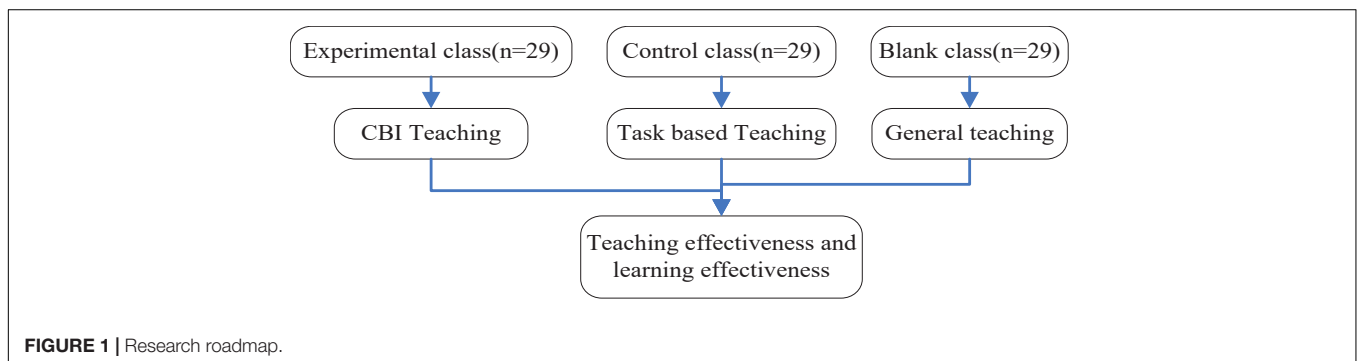 Experimental class(n=29)
Control class(n=29)
Blank class(n=29)
CBI Teaching
Task based Teaching
General teaching
Teaching effectiveness and
learning effectiveness
FIGURE 1 | Research roadmap.